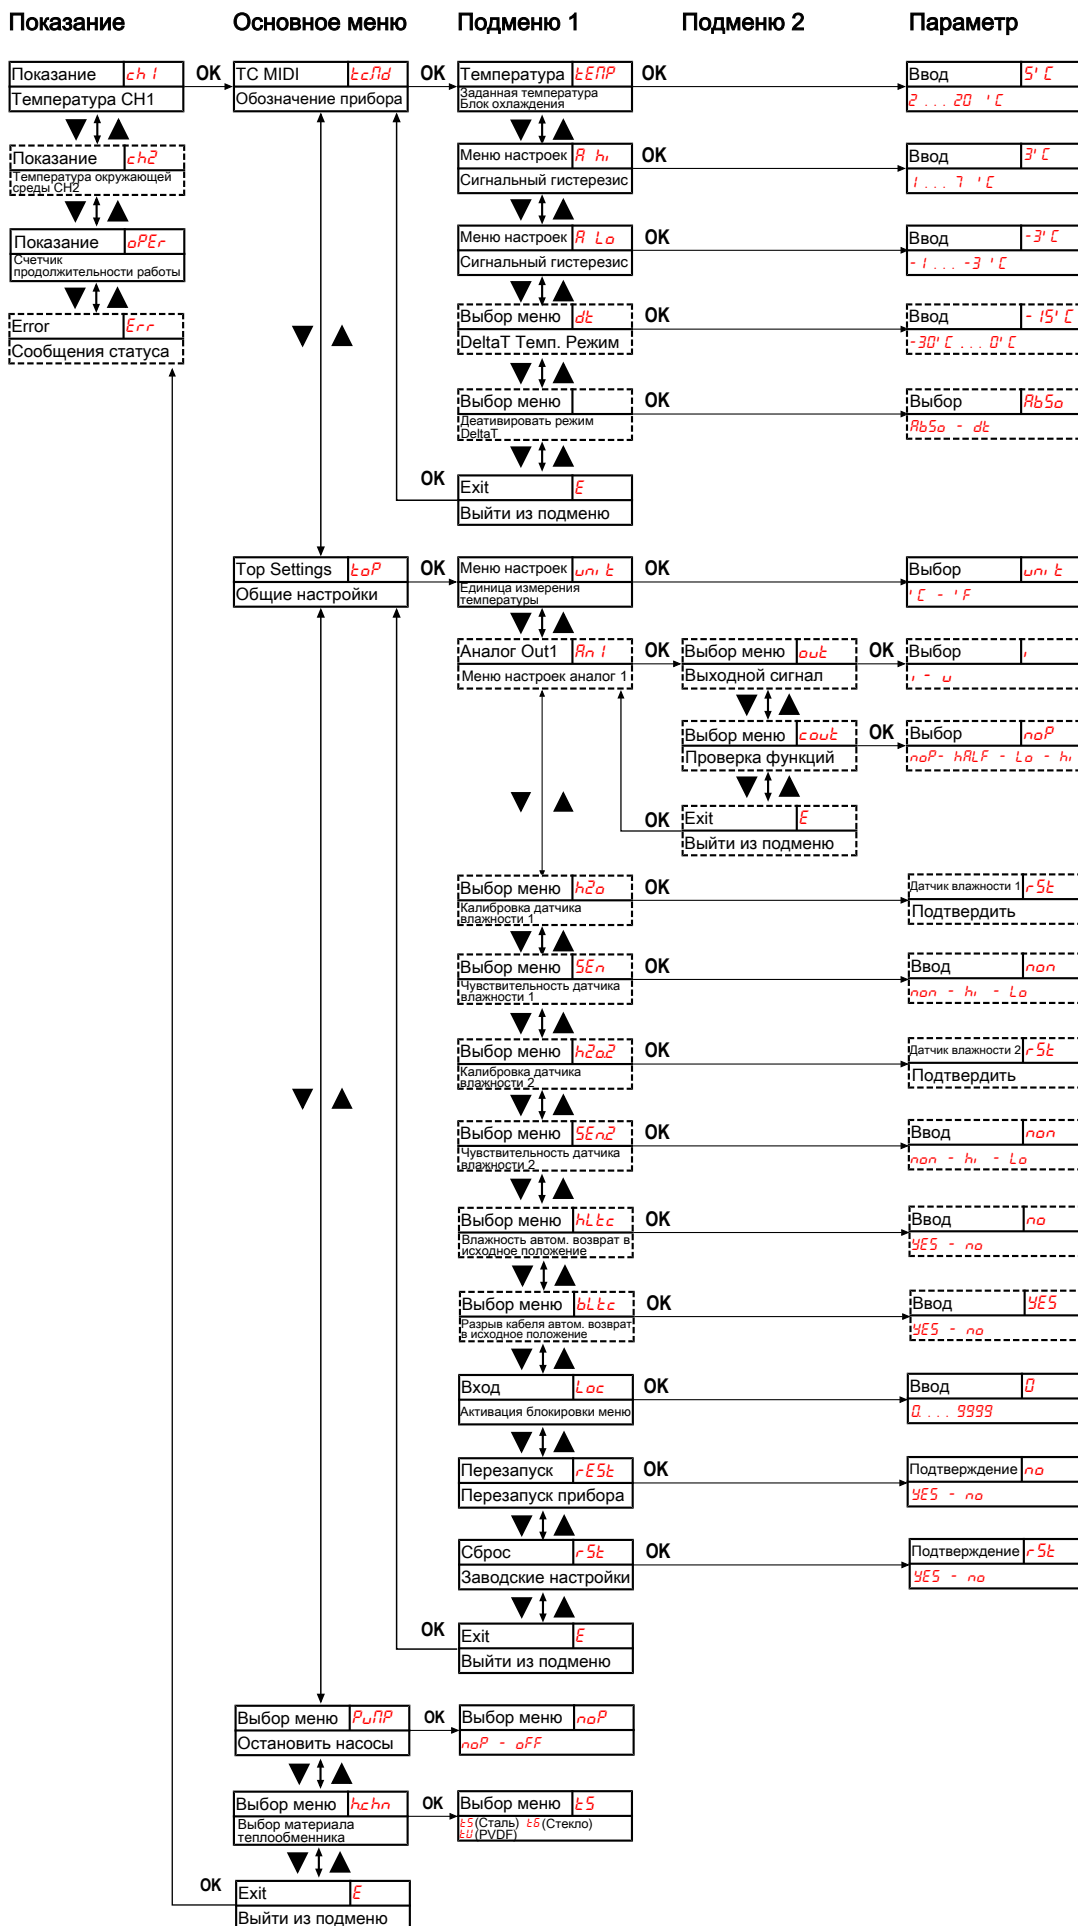 Показание Основное меню Подменю 1 Подменю 2 Параметр
Показание ch1 OK TC MIDI tcMd OK Температура tEMP OK Ввод 5°C
Температура CH1 Обозначение прибора Заданная температура 2 ... 20 °C
Блок охлаждения
Показание ch2 Меню настроек A hi OK Ввод 3°C
Температура окружающей Сигнальный гистерезис 1 ... 7 °C
среды CH2
Показание oPEr Меню настроек A Lo OK Ввод -3°C
Счетчик Сигнальный гистерезис -1 ... -3 °C
продолжительности работы
Error Err Выбор меню dt OK Ввод -15°C
Сообщения статуса DeltaT Темп. Режим -30°C ... 0°C
Выбор меню OK Выбор AbSo
Деативировать режим AbSo - dt
DeltaT
OK Exit E
Выйти из подменю
Top Settings toP OK Меню настроек unit OK Выбор unit
Общие настройки Единица измерения °C - °F
температуры
Аналог Out1 An1 OK Выбор меню out OK Выбор i
Меню настроек аналог 1 Выходной сигнал i - u
Выбор меню cout OK Выбор noP
Проверка функций noP- hALF - Lo - hi
OK Exit E
Выйти из подменю
Выбор меню h2o OK Датчик влажности 1 rSt
Калибровка датчика Подтвердить
влажности 1
Выбор меню SEn OK Ввод non
Чувствительность датчика non - hi - Lo
влажности 1
Выбор меню h2o.2 OK Датчик влажности 2 rSt
Калибровка датчика Подтвердить
влажности 2
Выбор меню SEn.2 OK Ввод non
Чувствительность датчика non - hi - Lo
влажности 2
Выбор меню hLtc OK Ввод no
Влажность автом. возврат в YES - no
исходное положение
Выбор меню bLtc OK Ввод YES
Разрыв кабеля автом. возврат YES - no
в исходное положение
Вход Loc OK Ввод 0
Активация блокировки меню 0. ... 9999
Перезапуск rESt OK Подтверждение no
Перезапуск прибора YES - no
Сброс rSt OK Подтверждение rSt
Заводские настройки YES - no
OK Exit E
Выйти из подменю
Выбор меню PuMP OK Выбор меню noP
Остановить насосы noP - oFF
Выбор меню h.chn OK Выбор меню tS
Выбор материала tS(Сталь) tG(Стекло)
теплообменника tU(PVDF)
OK Exit E
Выйти из подменю